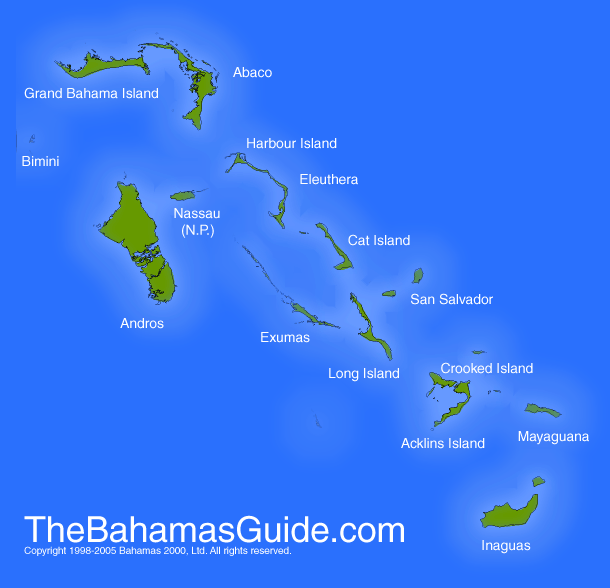 Abaco
Grand Bahama Island
Harbour Island
Bimini
Eleuthera
Nassau
(N.P.)
Cat Island
San Salvador
Andros
Exumas
Long Island
Crooked Island
Acklins Island
Mayaguana
TheBahamasGuide.com
Copyright 1998-2005 Bahamas 2000, Ltd. All rights reserved.
Inaguas